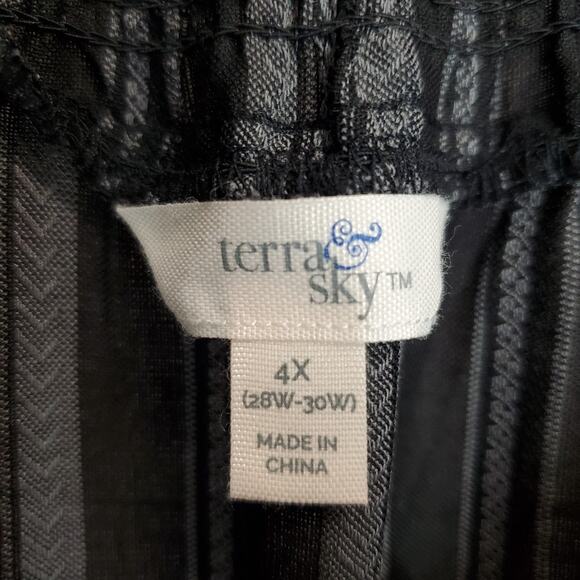 terra &
sky™
4X
(28W-30W)
MADE IN
CHINA